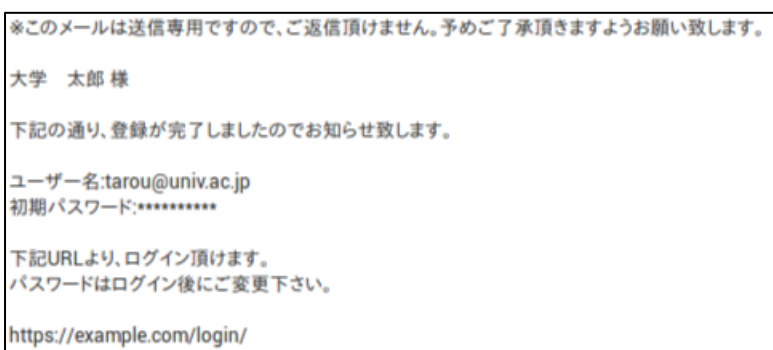 ※このメールは送信専用ですので、ご返信頂けません。予めご了承頂きますようお願い致します。
大学　太郎 様
下記の通り、登録が完了しましたのでお知らせ致します。
ユーザー名:tarou@univ.ac.jp
初期パスワード:**********
下記URLより、ログイン頂けます。
パスワードはログイン後にご変更下さい。
https://example.com/login/